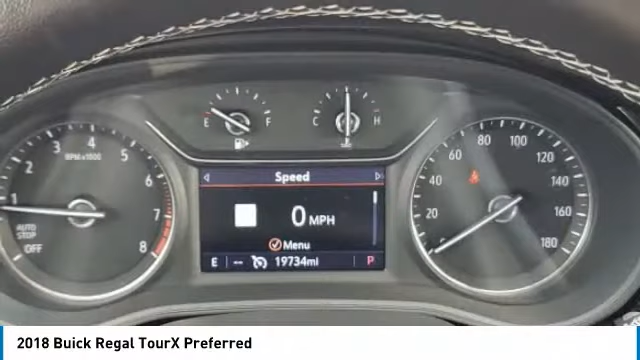 E F
C H
1 2 3 4 5 6 7 8
RPM x1000
AUTO
STOP
OFF
Speed
0 MPH
Menu
E -- 19734mi P
20 40 60 80 100 120 140 160 180
2018 Buick Regal TourX Preferred